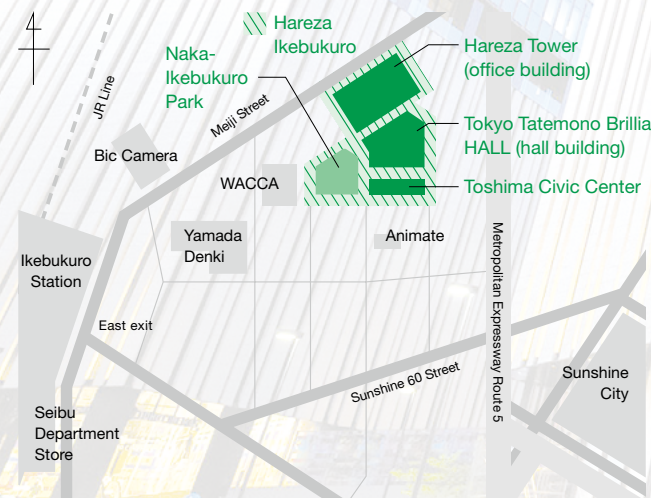 Hareza
Ikebukuro
Naka-
Ikebukuro
Park
Hareza Tower
(office building)
JR Line
Meiji Street
Tokyo Tatemono Brillia
HALL (hall building)
Bic Camera
WACCA
Toshima Civic Center
Yamada
Denki
Animate
Ikebukuro
Station
Metropolitan Expressway Route 5
East exit
Sunshine 60 Street
Sunshine
City
Seibu
Department
Store